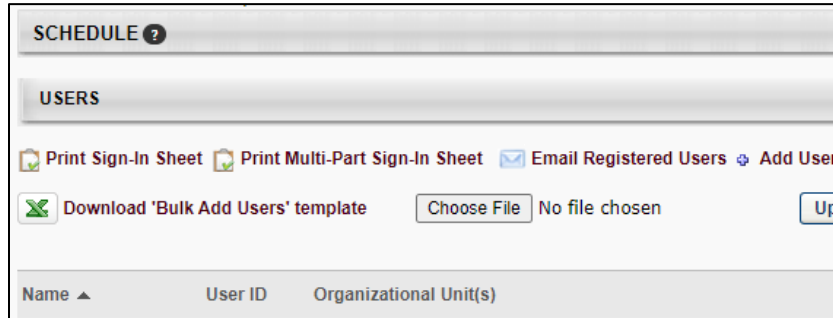 SCHEDULE ?
USERS
Print Sign-In Sheet Print Multi-Part Sign-In Sheet Email Registered Users Add User
Download 'Bulk Add Users' template Choose File No file chosen Up
Name User ID Organizational Unit(s)